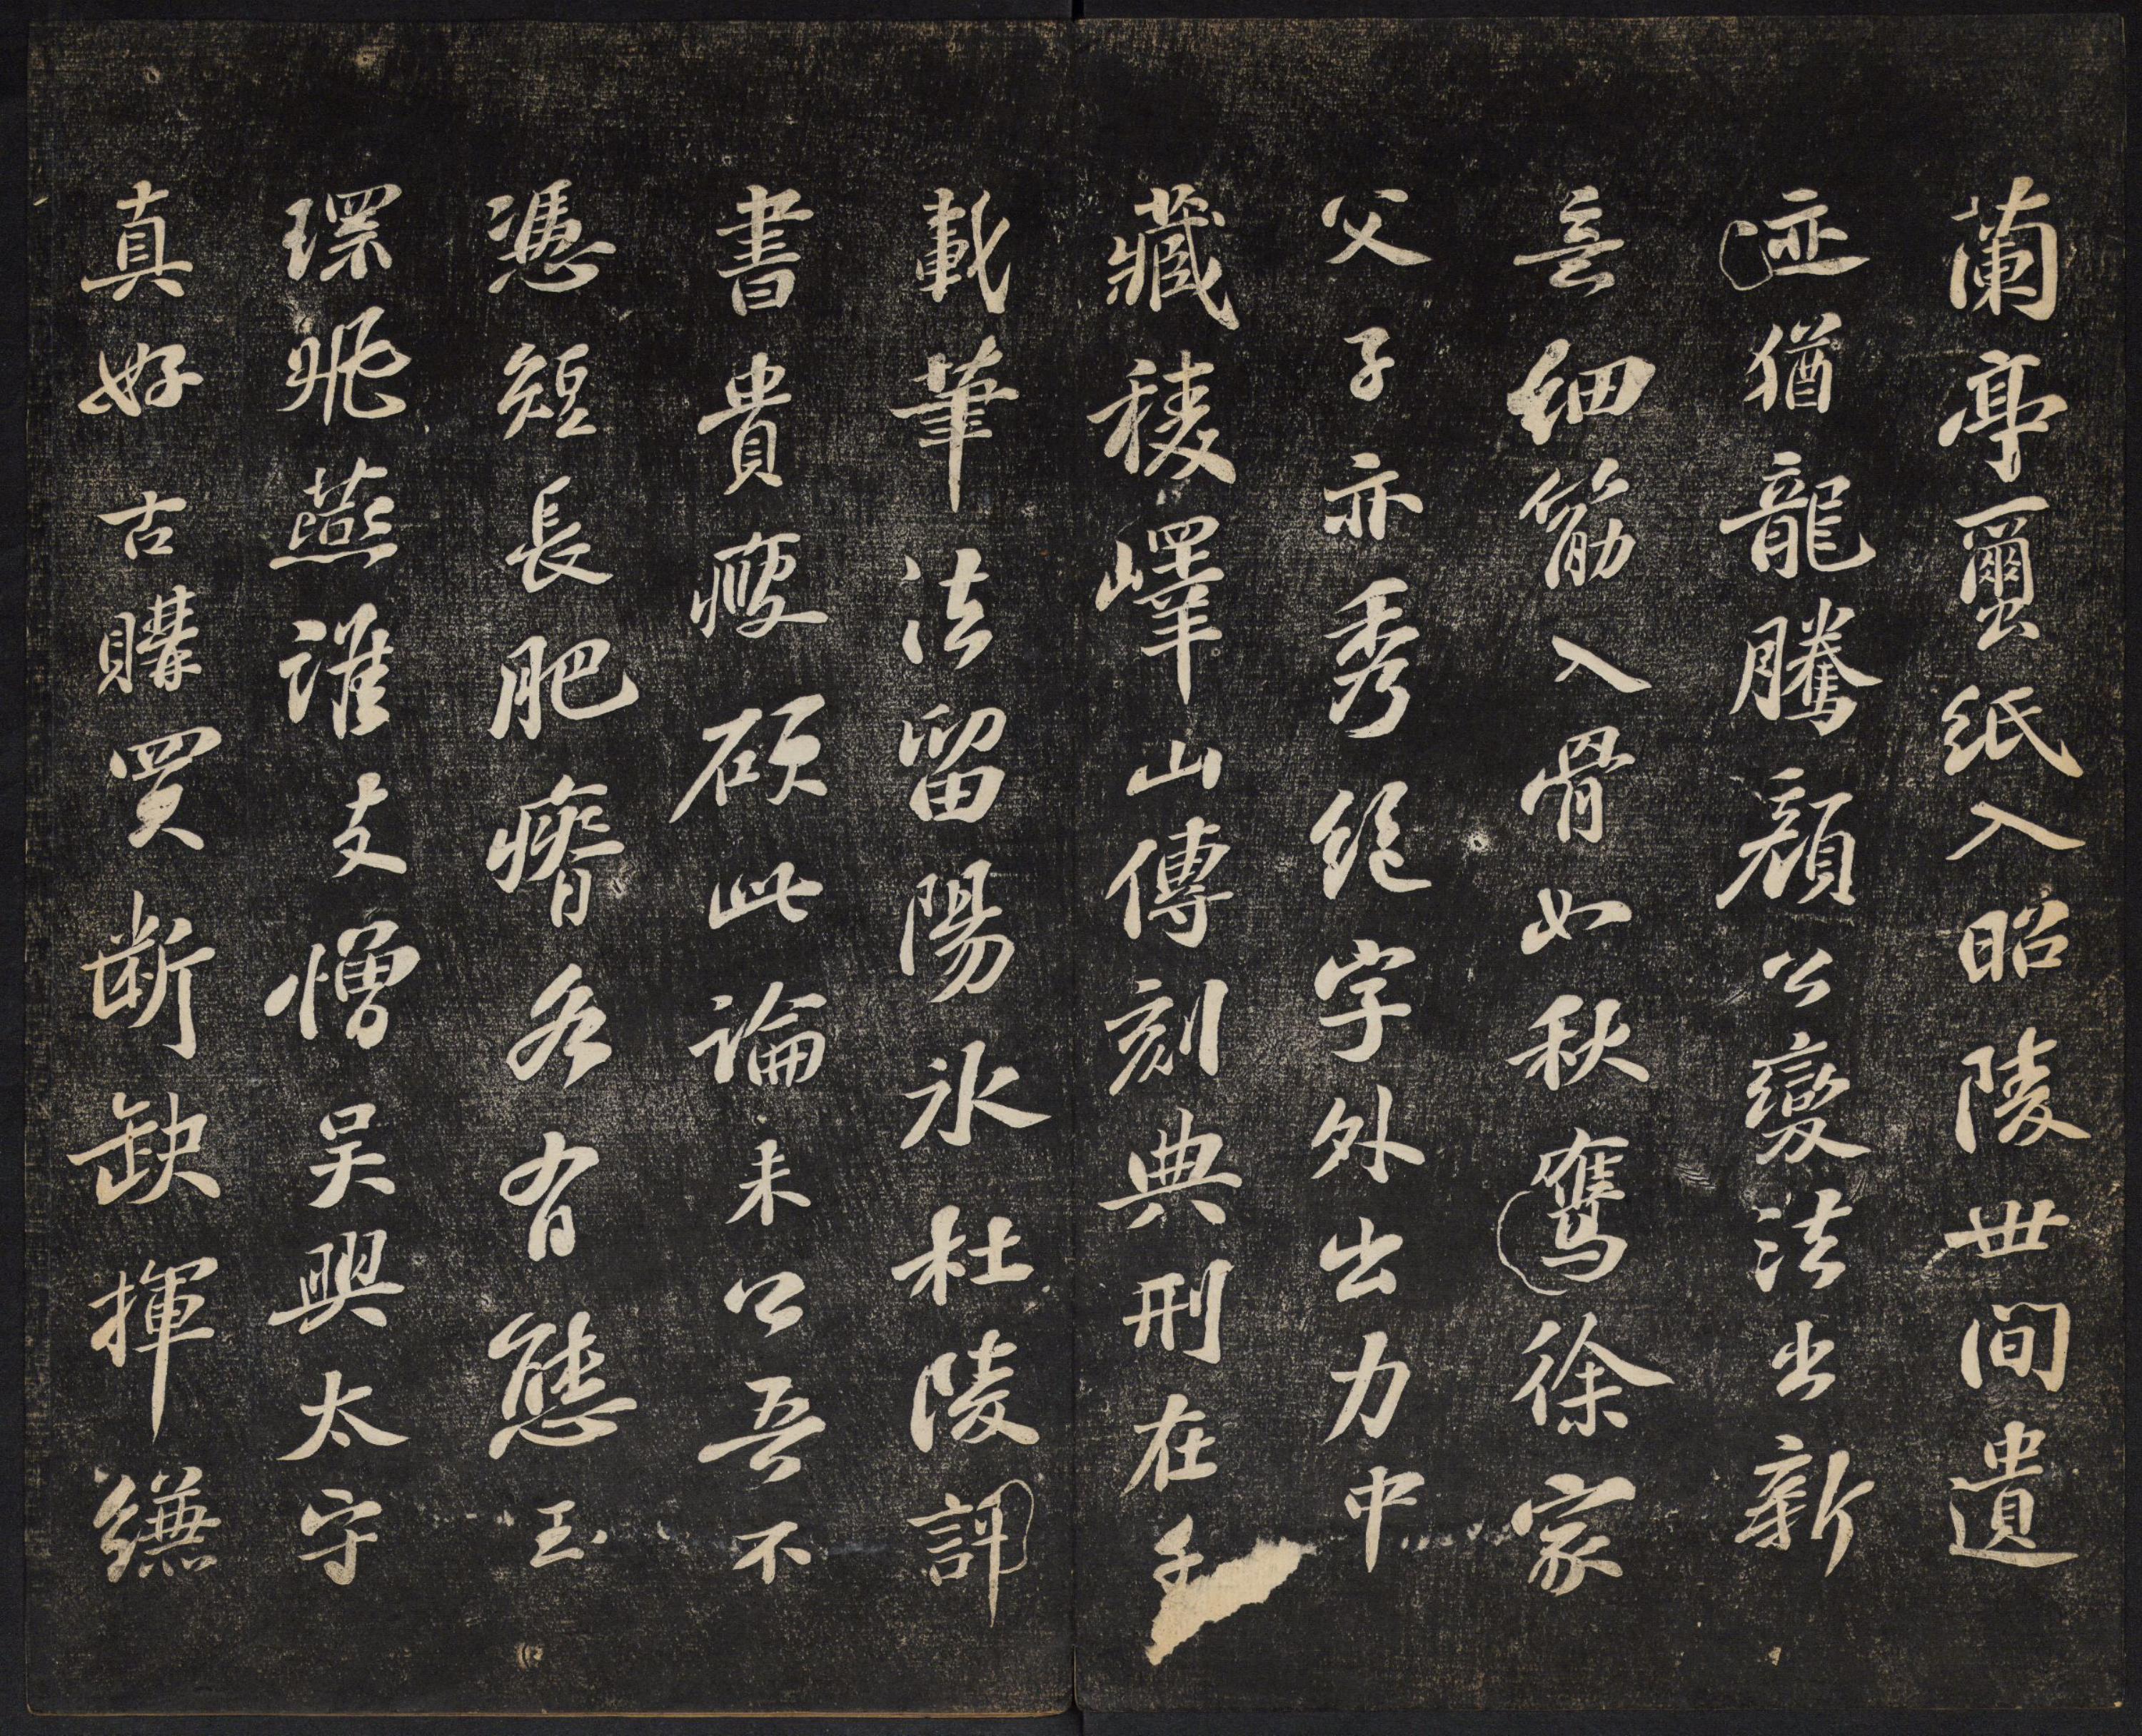 蘭亭蠒紙入昭陵世間遺
迹猶龍騰顏公變法出新
意細筋入骨如秋鷹徐家
父子亦秀絕字外出力中
藏稜嶧山傳刻典刑在千
載筆法留陽冰杜陵評
書貴瘦硬此論未公吾不
憑短長肥瘠各有態玉
環飛燕誰敢憎吴興太守
真好古購買斷缺揮縑